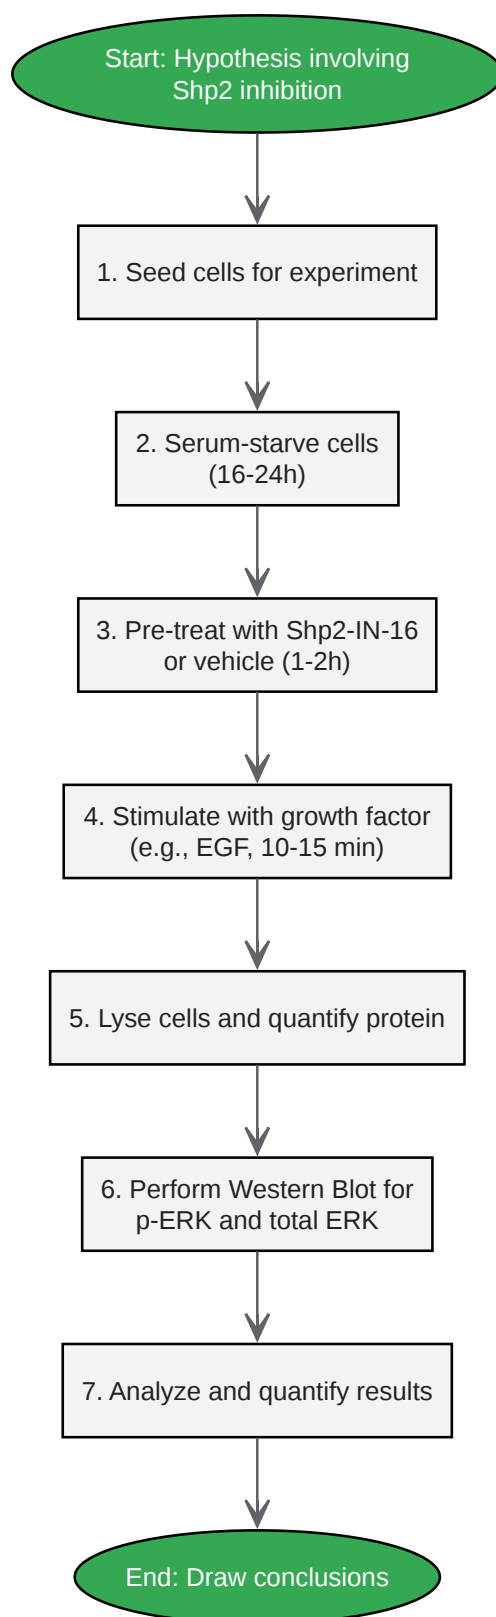 Start: Hypothesis involving
Shp2 inhibition
1. Seed cells for experiment
2. Serum-starve cells
(16-24h)
3. Pre-treat with Shp2-IN-16
or vehicle (1-2h)
4. Stimulate with growth factor
(e.g., EGF, 10-15 min)
5. Lyse cells and quantify protein
6. Perform Western Blot for
p-ERK and total ERK
7. Analyze and quantify results
End: Draw conclusions